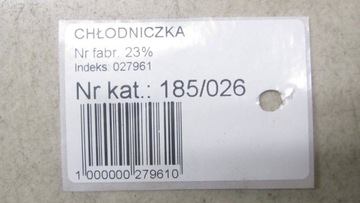 CHŁODNICZKA
Nr fabr. 23%
Indeks: 027961
Nr kat.: 185/026
1 000000 279610